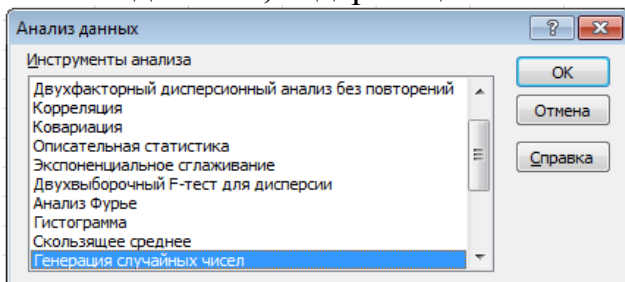 Анализ данных
Инструменты анализа
Двухфакторный дисперсионный анализ без повторений
Корреляция
Ковариация
Описательная статистика
Экспоненциальное сглаживание
Двухвыборочный F-тест для дисперсии
Анализ Фурье
Гистограмма
Скользящее среднее
Генерация случайных чисел
ОК
Отмена
Справка